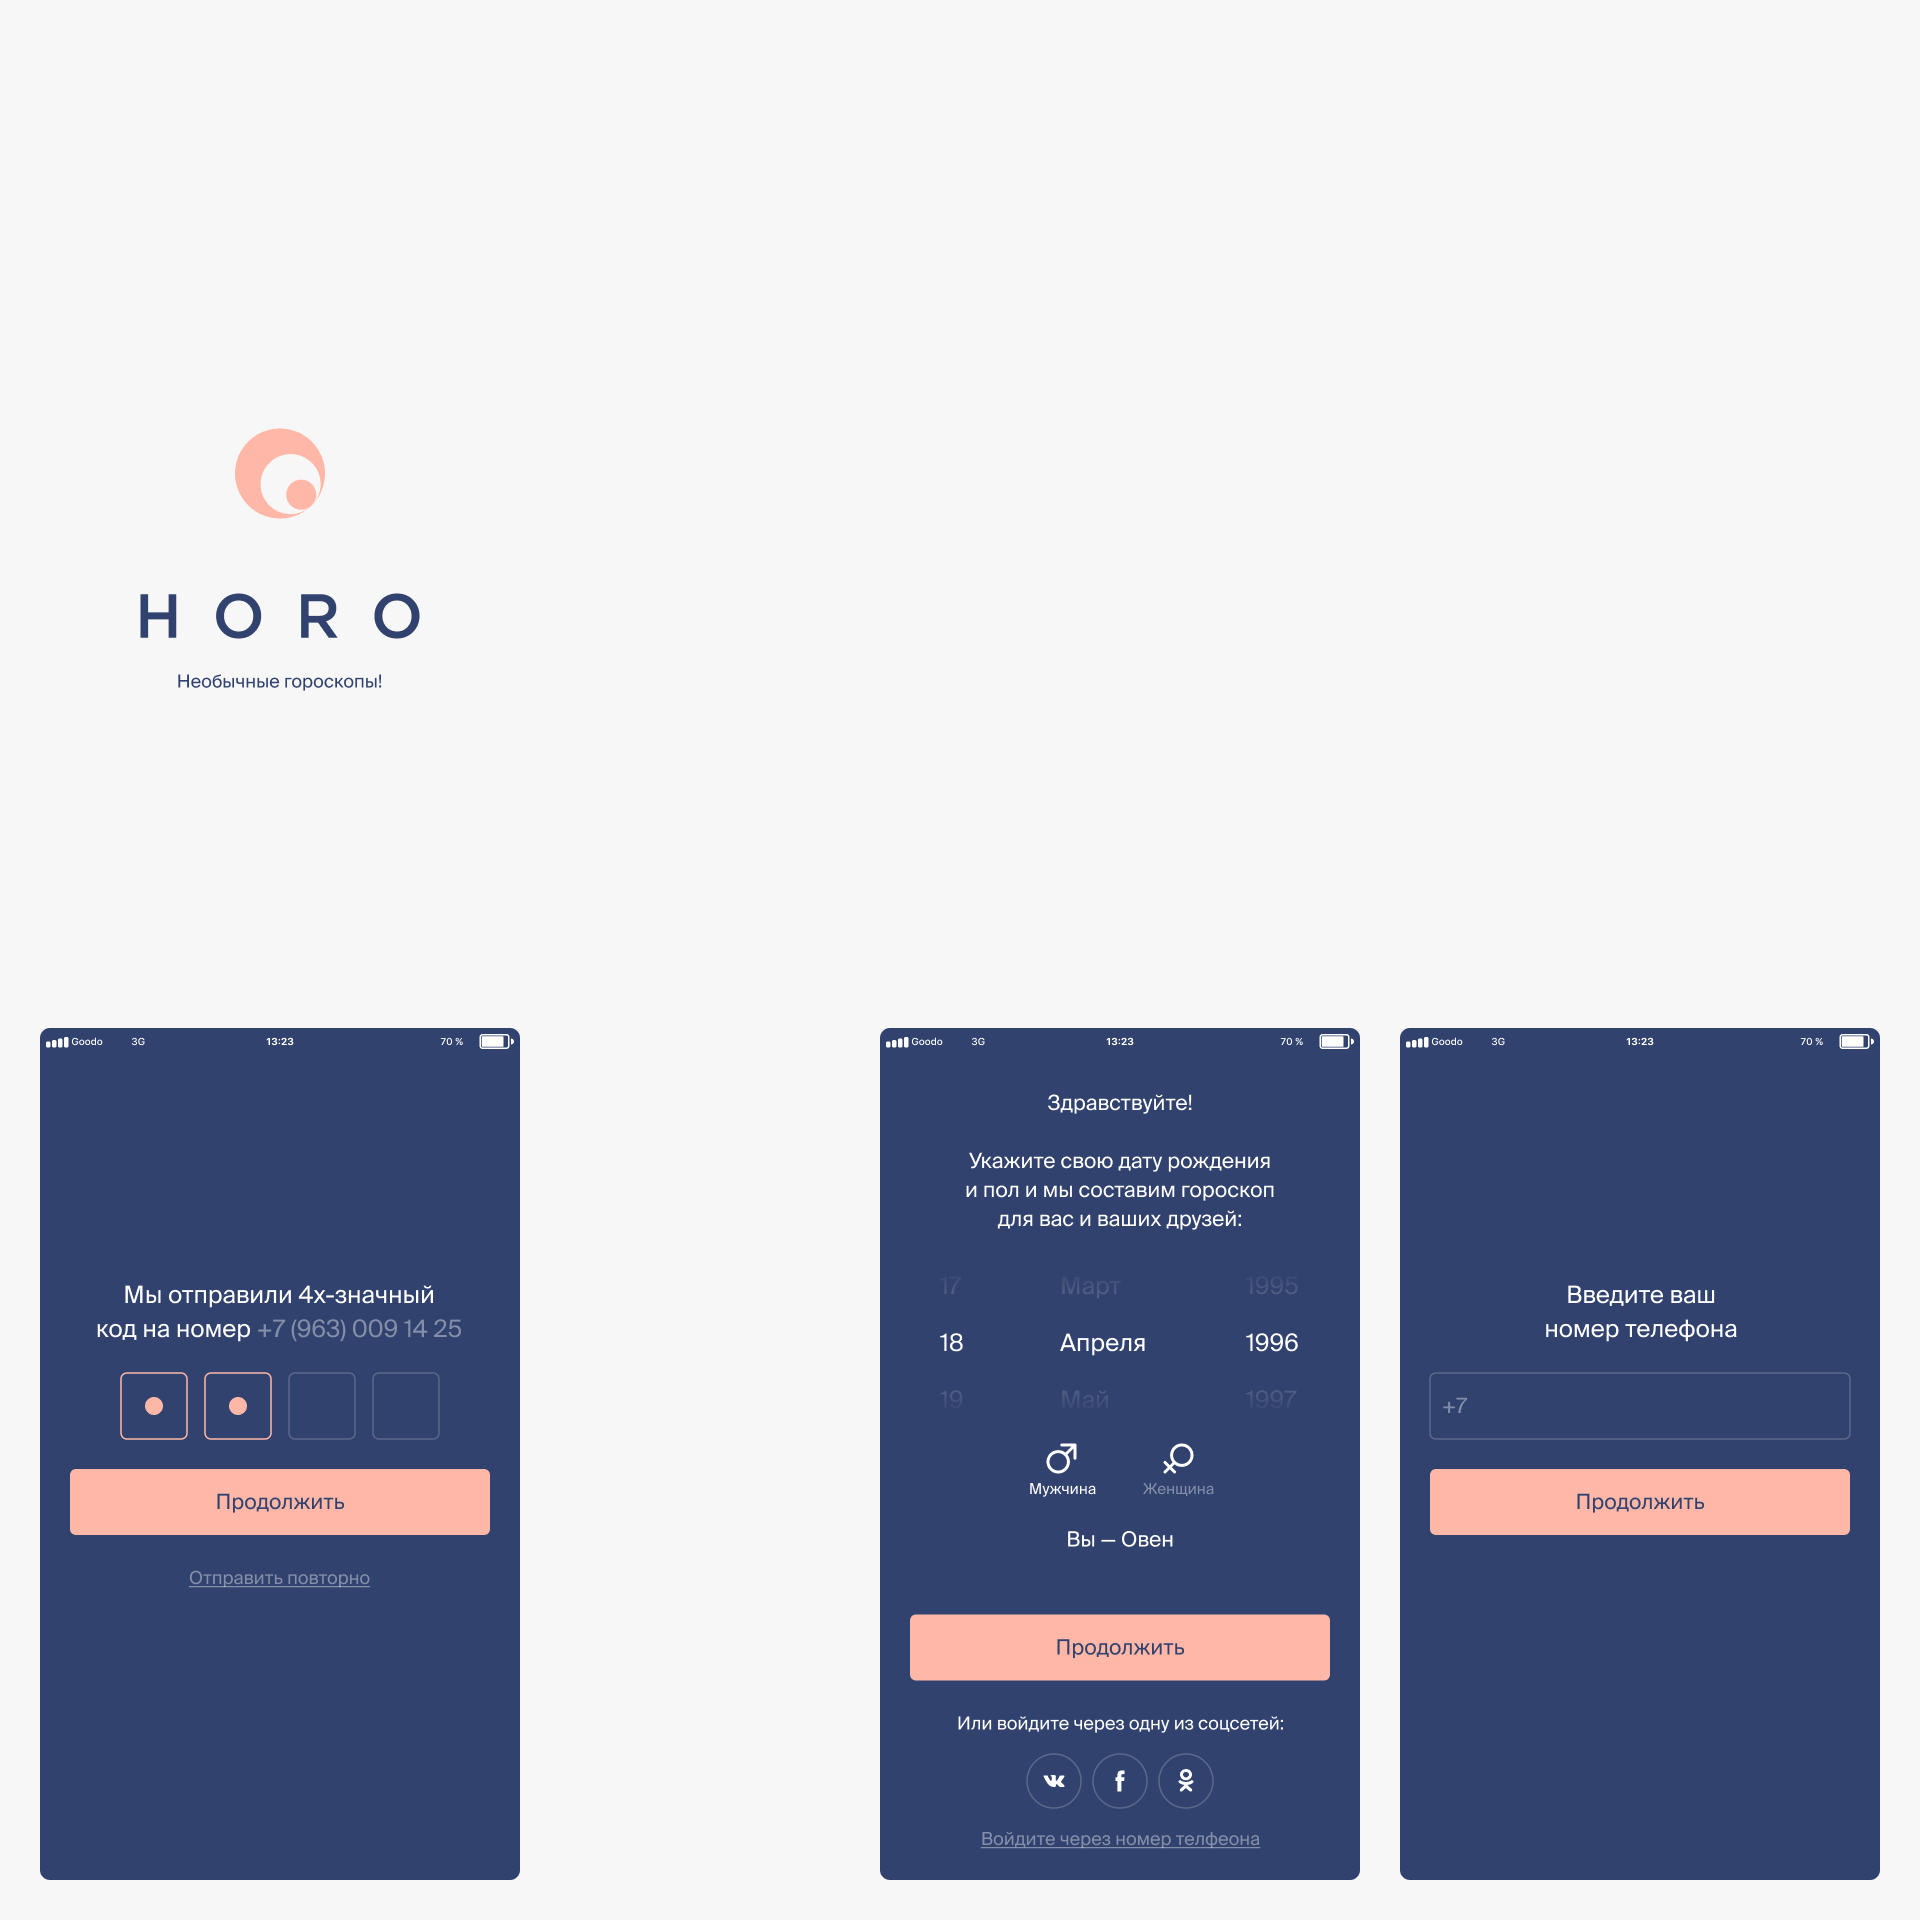 HORO
Необычные гороскопы!
Goodo 3G 13:23 70 %
Мы отправили 4х-значный
код на номер +7 (963) 009 14 25
Продолжить
Отправить повторно
Goodo 3G 13:23 70 %
Здравствуйте!
Укажите свою дату рождения
и пол и мы составим гороскоп
для вас и ваших друзей:
17 Март 1995
18 Апреля 1996
19 Май 1997
Мужчина Женщина
Вы — Овен
Продолжить
Или войдите через одну из соцсетей:
Войдите через номер телфеона
Goodo 3G 13:23 70 %
Введите ваш
номер телефона
+7
Продолжить